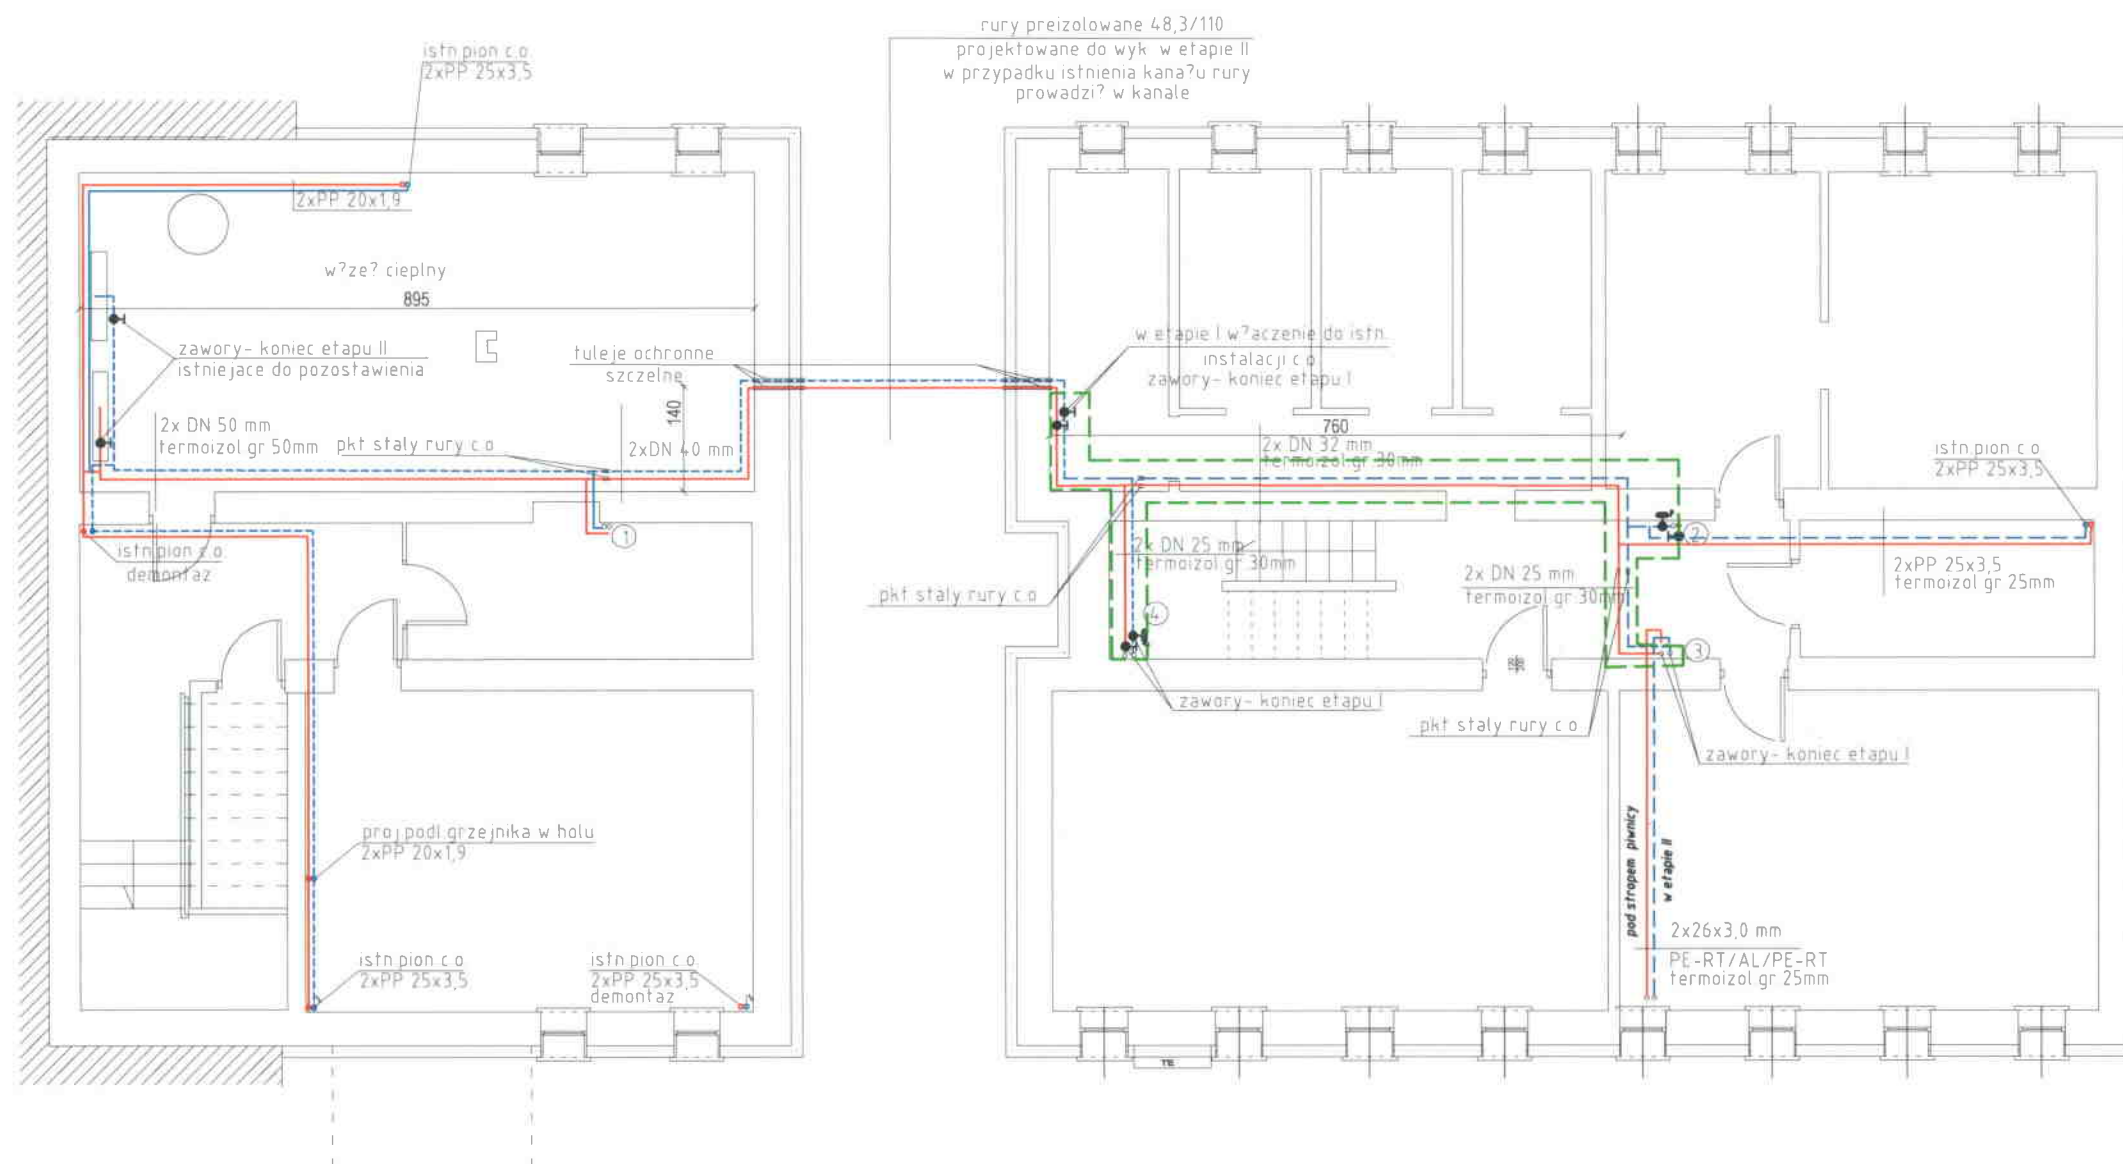 rury preizolowane 48,3/110
projektowane do wyk w etapie II
w przypadku istnienia kana?u rury
prowadzi? w kanale
istn.pion c.o.
2xPP 25x3,5
2xPP 20x1,9
w?ze? cieplny
895
zawory- koniec etapu II
istniejace do pozostawienia
tuleje ochronne
szczelne
w etapie I w?aczenie do istn.
instalacji c.o
zawory- koniec etapu I
140
2x DN 50 mm
termoizol gr 50mm
pkt staly rury c.o
2xDN 40 mm
760
2x DN 32 mm
termoizol.gr 30mm
istn.pion c.o
2xPP 25x3,5
1
2
istn.pion c.o.
demontaz
2x DN 25 mm
termoizol gr 30mm
2x DN 25 mm
termoizol gr 30mm
2xPP 25x3,5
termoizol gr 25mm
pkt staly rury c.o
4
3
zawory- koniec etapu I
pkt staly rury c.o
zawory- koniec etapu I
proj.podl.grzejnika w holu
2xPP 20x1,9
pod stropem piwnicy
w etapie II
2x26x3,0 mm
PE-RT/AL/PE-RT
termoizol gr 25mm
istn.pion c.o
2xPP 25x3,5
istn.pion c.o.
2xPP 25x3,5
demontaz
TE